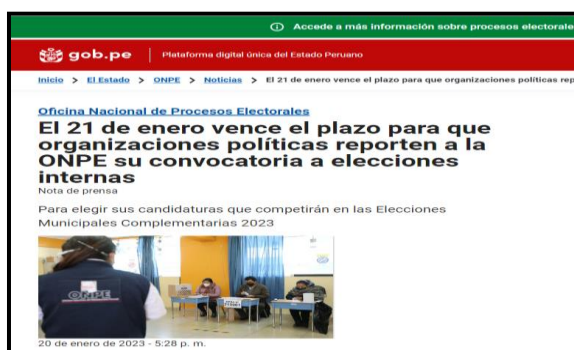 Accede a más información sobre procesos electorale
gob.pe
Plataforma digital única del Estado Peruano
Inicio > El Estado > ONPE > Noticias > El 21 de enero vence el plazo para que organizaciones políticas rep
Oficina Nacional de Procesos Electorales
El 21 de enero vence el plazo para que
organizaciones políticas reporten a la
ONPE su convocatoria a elecciones
internas
Nota de prensa
Para elegir sus candidaturas que competirán en las Elecciones
Municipales Complementarias 2023
ONPE
20 de enero de 2023 - 5:28 p. m.